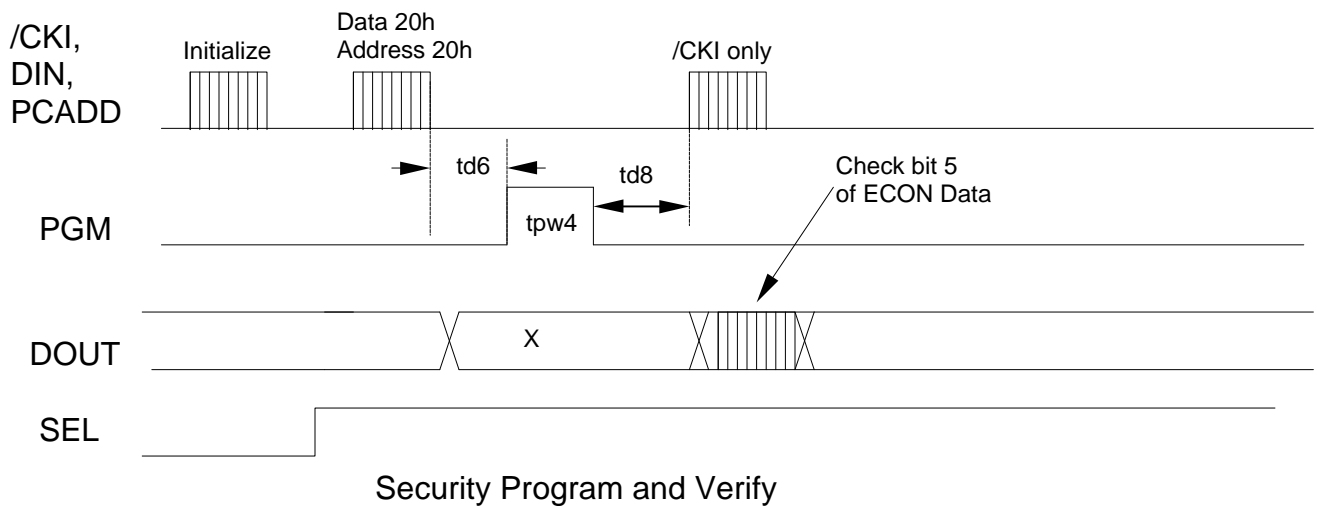 /CKI,
DIN,
PCADD
Initialize
Data 20h
Address 20h
/CKI only
td6
td8
Check bit 5
of ECON Data
PGM
tpw4
DOUT
X
SEL
Security Program and Verify